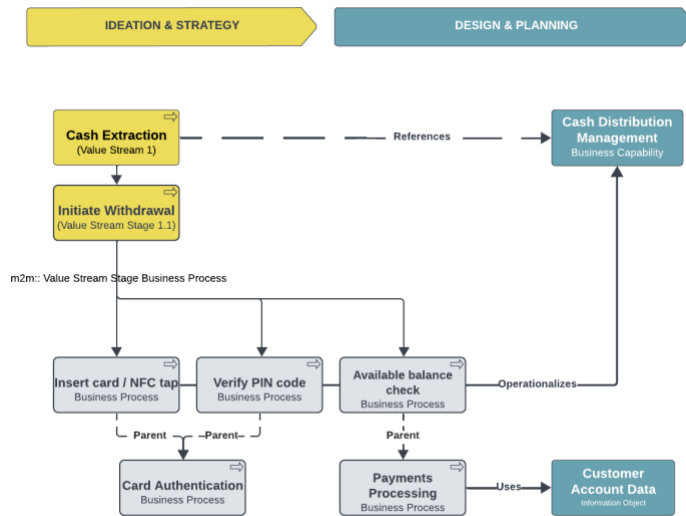 IDEATION & STRATEGY
DESIGN & PLANNING
Cash Extraction
(Value Stream 1)
References
Cash Distribution
Management
Business Capability
Initiate Withdrawal
(Value Stream Stage 1.1)
m2m:: Value Stream Stage Business Process
Insert card / NFC tap
Business Process
Verify PIN code
Business Process
Available balance
check
Business Process
Operationalizes
Parent
Parent
Parent
Card Authentication
Business Process
Payments
Processing
Business Process
Uses
Customer
Account Data
Information Object